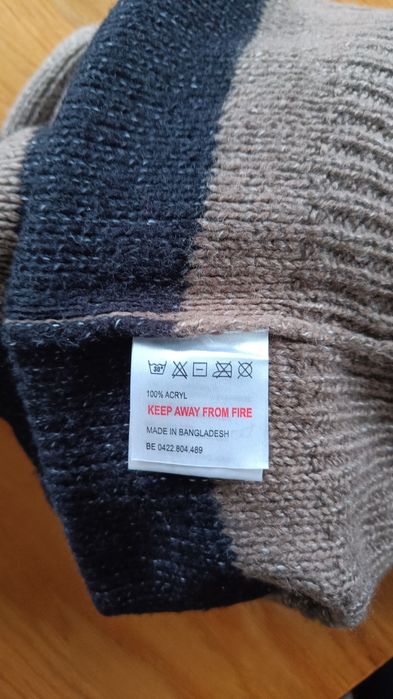 30°
100% ACRYL
KEEP AWAY FROM FIRE
MADE IN BANGLADESH
BE 0422.804.489